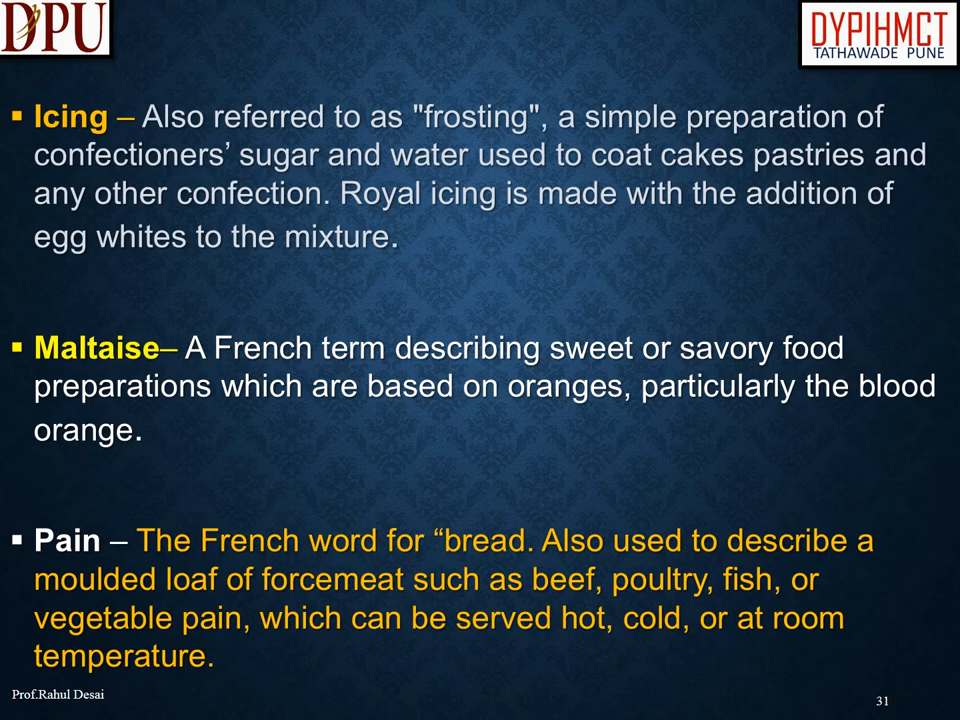 DPU
DYPIHMCT
TATHAWADE PUNE
▪ Icing – Also referred to as "frosting", a simple preparation of
confectioners’ sugar and water used to coat cakes pastries and
any other confection. Royal icing is made with the addition of
egg whites to the mixture.
▪ Maltaise– A French term describing sweet or savory food
preparations which are based on oranges, particularly the blood
orange.
▪ Pain – The French word for “bread. Also used to describe a
moulded loaf of forcemeat such as beef, poultry, fish, or
vegetable pain, which can be served hot, cold, or at room
temperature.
Prof.Rahul Desai
31